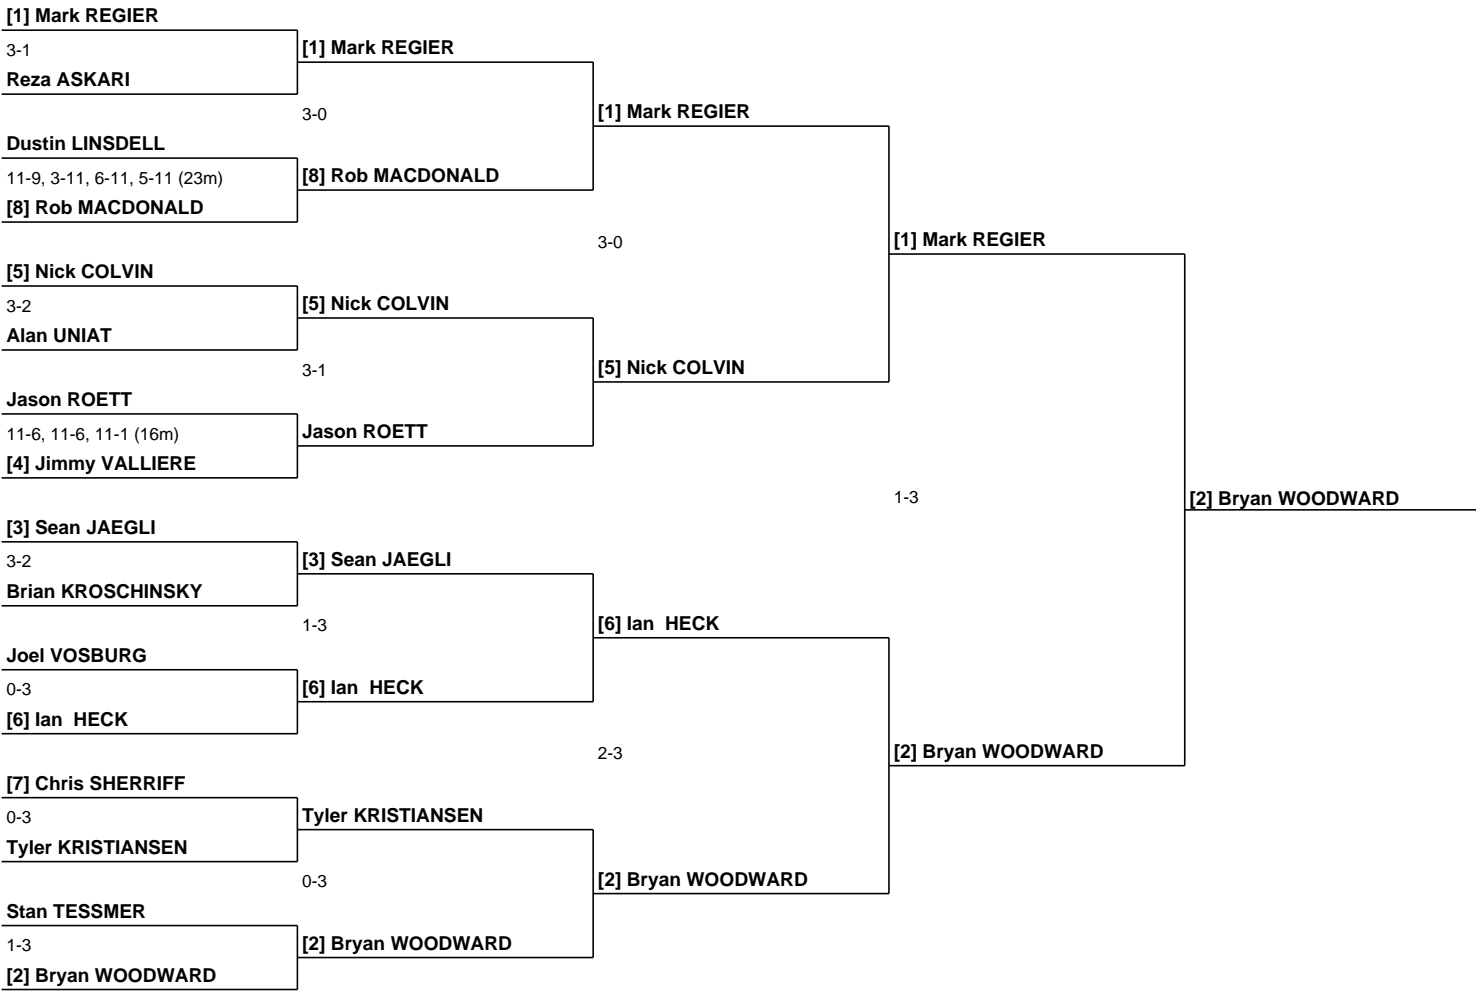 [1] Mark REGIER
3-1
Reza ASKARI
Dustin LINSDELL
11-9, 3-11, 6-11, 5-11 (23m)
[8] Rob MACDONALD
[5] Nick COLVIN
3-2
Alan UNIAT
Jason ROETT
11-6, 11-6, 11-1 (16m)
[4] Jimmy VALLIERE
[3] Sean JAEGLI
3-2
Brian KROSCHINSKY
Joel VOSBURG
0-3
[6] Ian HECK
[7] Chris SHERRIFF
0-3
Tyler KRISTIANSEN
Stan TESSMER
1-3
[2] Bryan WOODWARD
[1] Mark REGIER
3-0
[8] Rob MACDONALD
[5] Nick COLVIN
3-1
Jason ROETT
[3] Sean JAEGLI
1-3
[6] Ian HECK
Tyler KRISTIANSEN
0-3
[2] Bryan WOODWARD
[1] Mark REGIER
3-0
[5] Nick COLVIN
[6] Ian HECK
2-3
[2] Bryan WOODWARD
[1] Mark REGIER
1-3
[2] Bryan WOODWARD
[2] Bryan WOODWARD